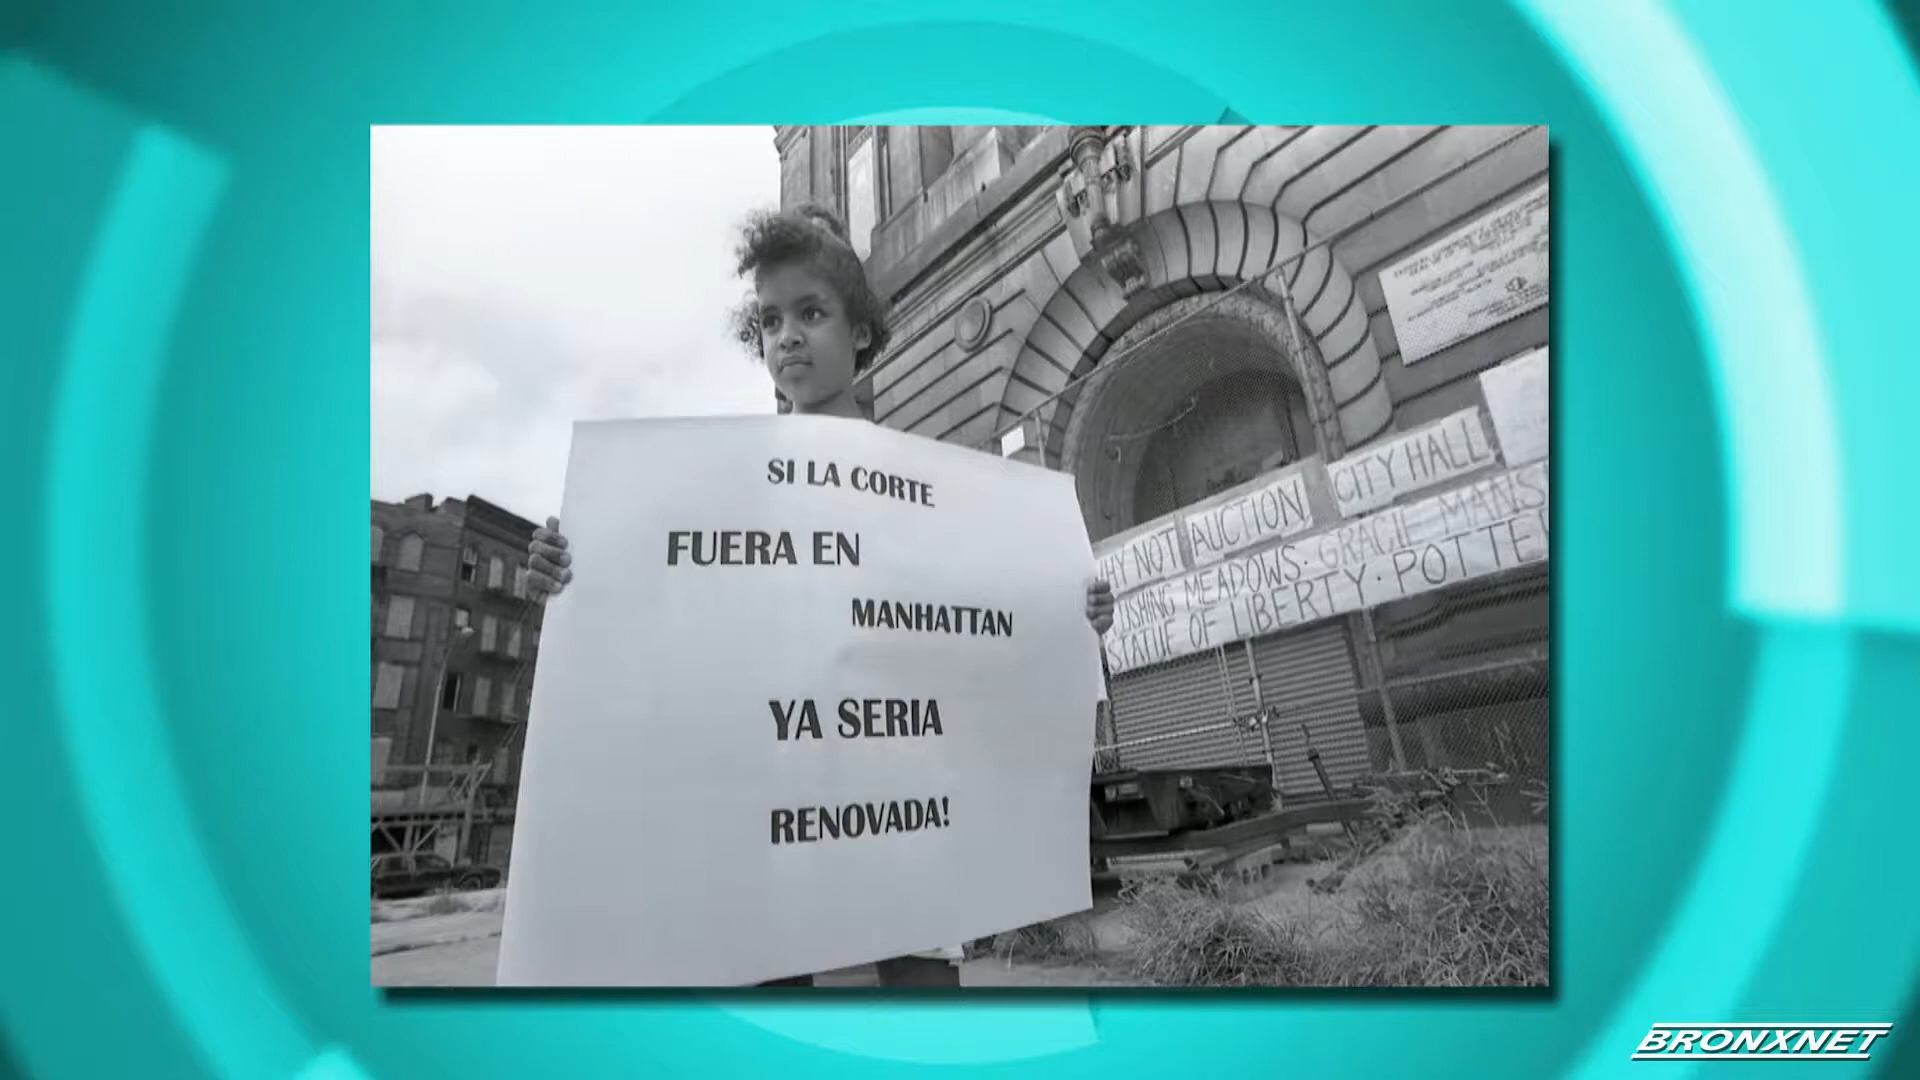 SI LA CORTE
FUERA EN
MANHATTAN
YA SERIA
RENOVADA!
WHY NOT AUCTION CITY HALL
FLUSHING MEADOWS · GRACIE MANS
STATUE OF LIBERTY · POTTE
BRONXNET